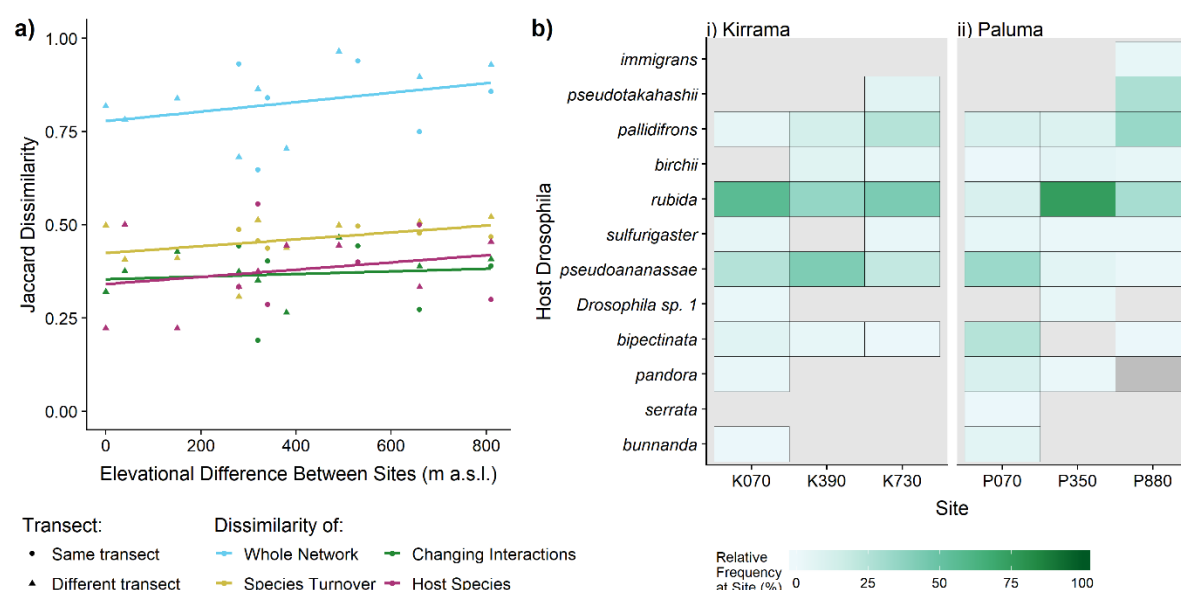 a)
1.00
0.75
0.50
0.25
0.00
Jaccard Dissimilarity
0 200 400 600 800
Elevational Difference Between Sites (m a.s.l.)
Transect:
Same transect
Different transect
Dissimilarity of:
Whole Network
Changing Interactions
Species Turnover
Host Species
b)
i) Kirrama
ii) Paluma
Host Drosophila
immigrans
pseudotakahashii
pallidifrons
birchii
rubida
sulfurigaster
pseudoananassae
Drosophila sp. 1
bipectinata
pandora
serrata
bunnanda
K070 K390 K730
P070 P350 P880
Site
Relative
Frequency
at Site (%)
0 25 50 75 100